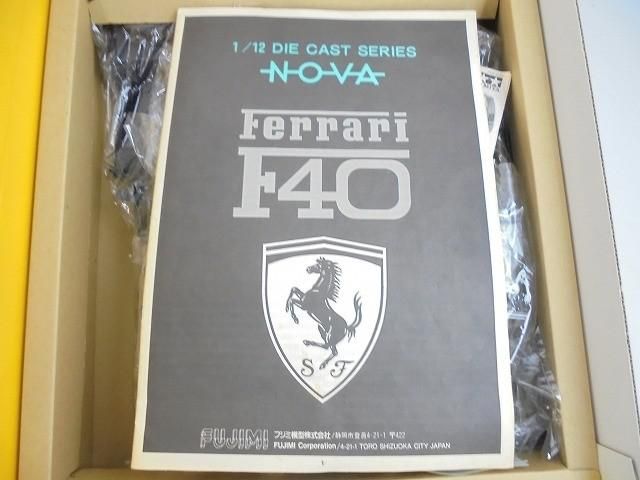 1/12 DIE CAST SERIES
NOVA
Ferrari
F40
S F
FUJIMI
フジミ模型株式会社/静岡市登呂4-21-1 〒422
FUJIMI Corporation/4-21-1 TORO SHIZUOKA CITY JAPAN